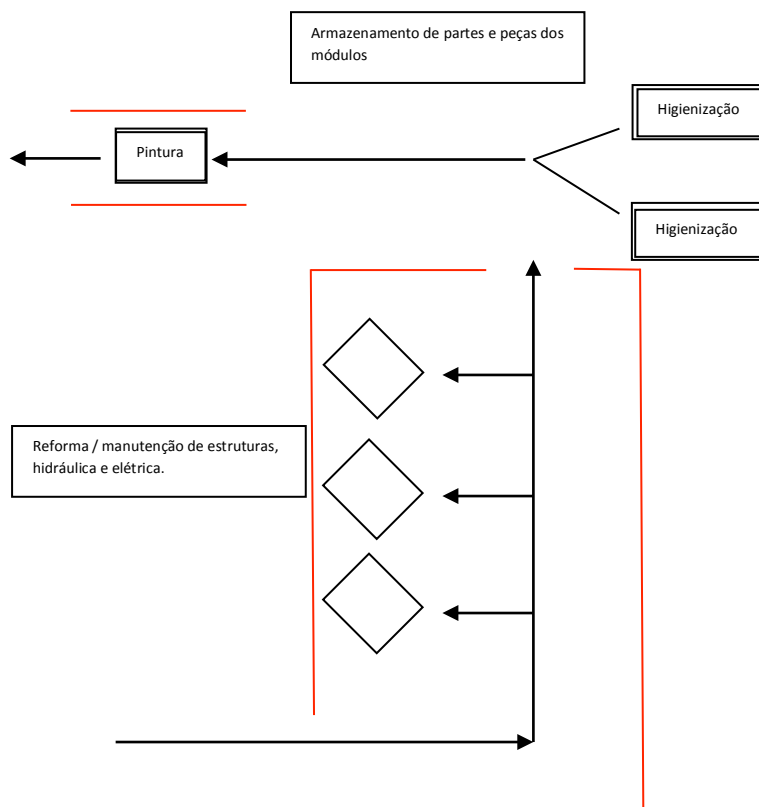 Armazenamento de partes e peças dos
módulos
Higienização
Pintura
Higienização
Reforma / manutenção de estruturas,
hidráulica e elétrica.